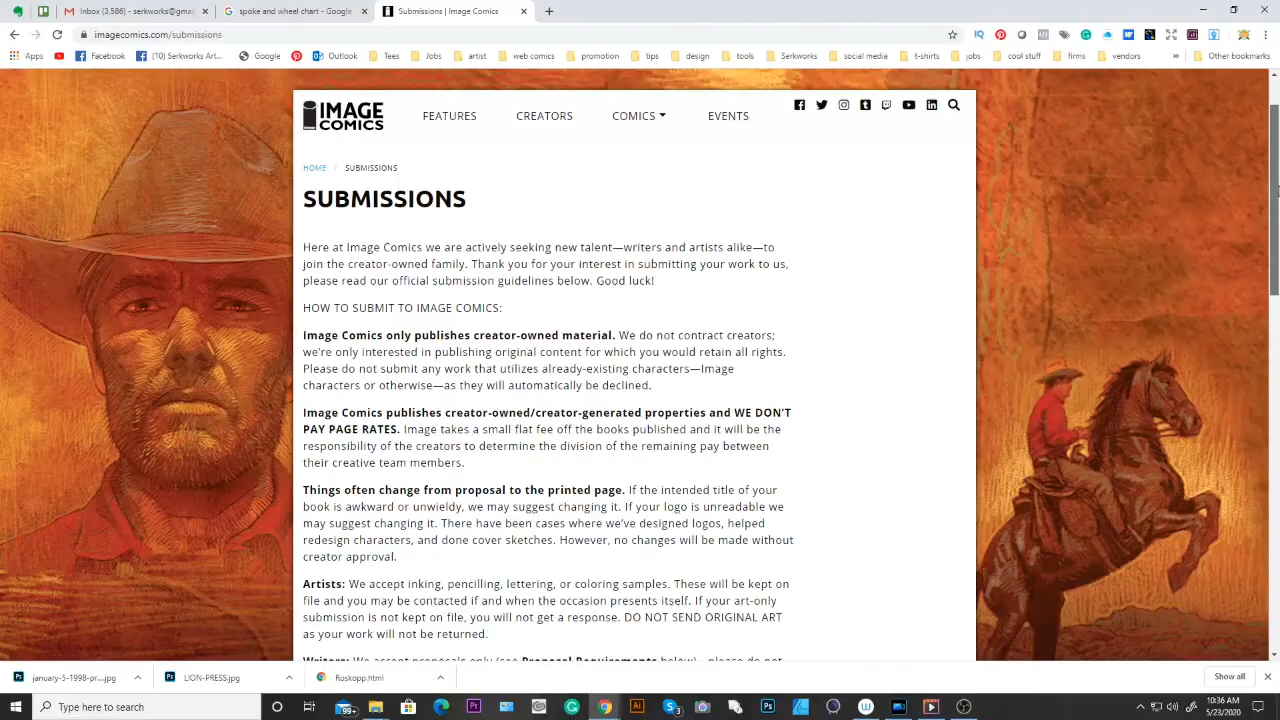 Inbox (3,586) - serkworks@gmai
spoke and wheel chart - Google
Submissions | Image Comics
imagecomics.com/submissions
Apps
Facebook
(10) Serkworks Art...
Google
Outlook
Tees
Jobs
artist
web comics
promotion
tips
design
tools
Serkworks
social media
t-shirts
jobs
cool stuff
firms
vendors
»
Other bookmarks
IMAGE
COMICS
FEATURES
CREATORS
COMICS
EVENTS
HOME / SUBMISSIONS
SUBMISSIONS
Here at Image Comics we are actively seeking new talent—writers and artists alike—to
join the creator-owned family. Thank you for your interest in submitting your work to us,
please read our official submission guidelines below. Good luck!
HOW TO SUBMIT TO IMAGE COMICS:
Image Comics only publishes creator-owned material. We do not contract creators;
we're only interested in publishing original content for which you would retain all rights.
Please do not submit any work that utilizes already-existing characters—Image
characters or otherwise—as they will automatically be declined.
Image Comics publishes creator-owned/creator-generated properties and WE DON'T
PAY PAGE RATES. Image takes a small flat fee off the books published and it will be the
responsibility of the creators to determine the division of the remaining pay between
their creative team members.
Things often change from proposal to the printed page. If the intended title of your
book is awkward or unwieldy, we may suggest changing it. If your logo is unreadable we
may suggest changing it. There have been cases where we've designed logos, helped
redesign characters, and done cover sketches. However, no changes will be made without
creator approval.
Artists: We accept inking, pencilling, lettering, or coloring samples. These will be kept on
file and you may be contacted if and when the occasion presents itself. If your art-only
submission is not kept on file, you will not get a response. DO NOT SEND ORIGINAL ART
as your work will not be returned.
Writers: We accept proposals only (see Proposal Requirements below)—please do not
january-5-1998-pr....jpg
LION-PRESS.jpg
Roskopp.html
Show all
Type here to search
99+
3
10:36 AM
5/23/2020